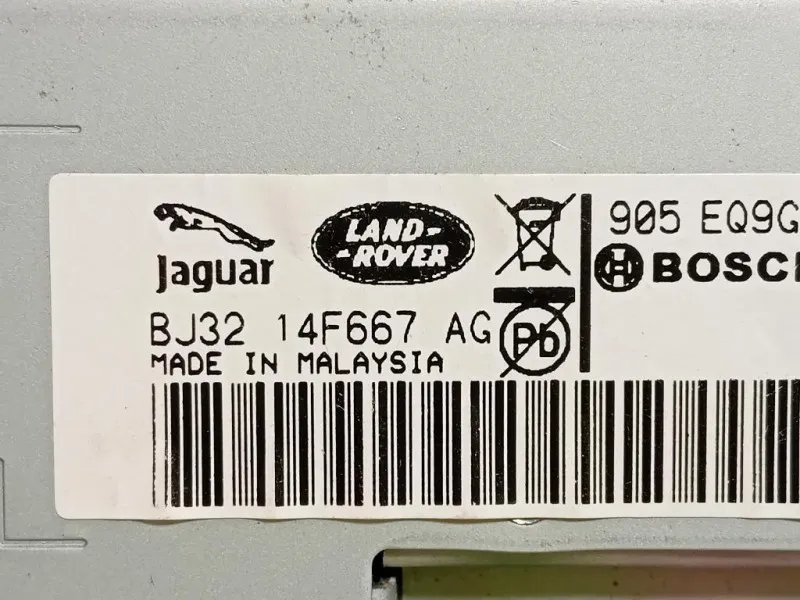 Jaguar
LAND-
-ROVER
BJ32 14F667 AG
MADE IN MALAYSIA
Pb
905 EQ9G
BOSCH